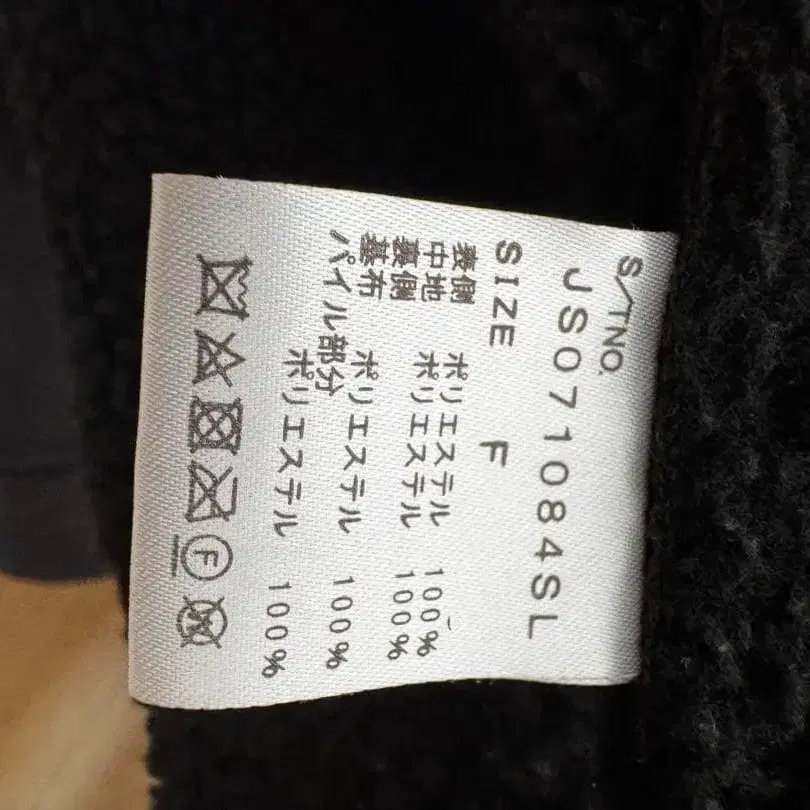 S/TNO.
JS071084SL
SIZE F
表側 ポリエステル 100%
中地 ポリエステル 100%
裏側
基布 ポリエステル 100%
パイル部分
ポリエステル 100%
F
W